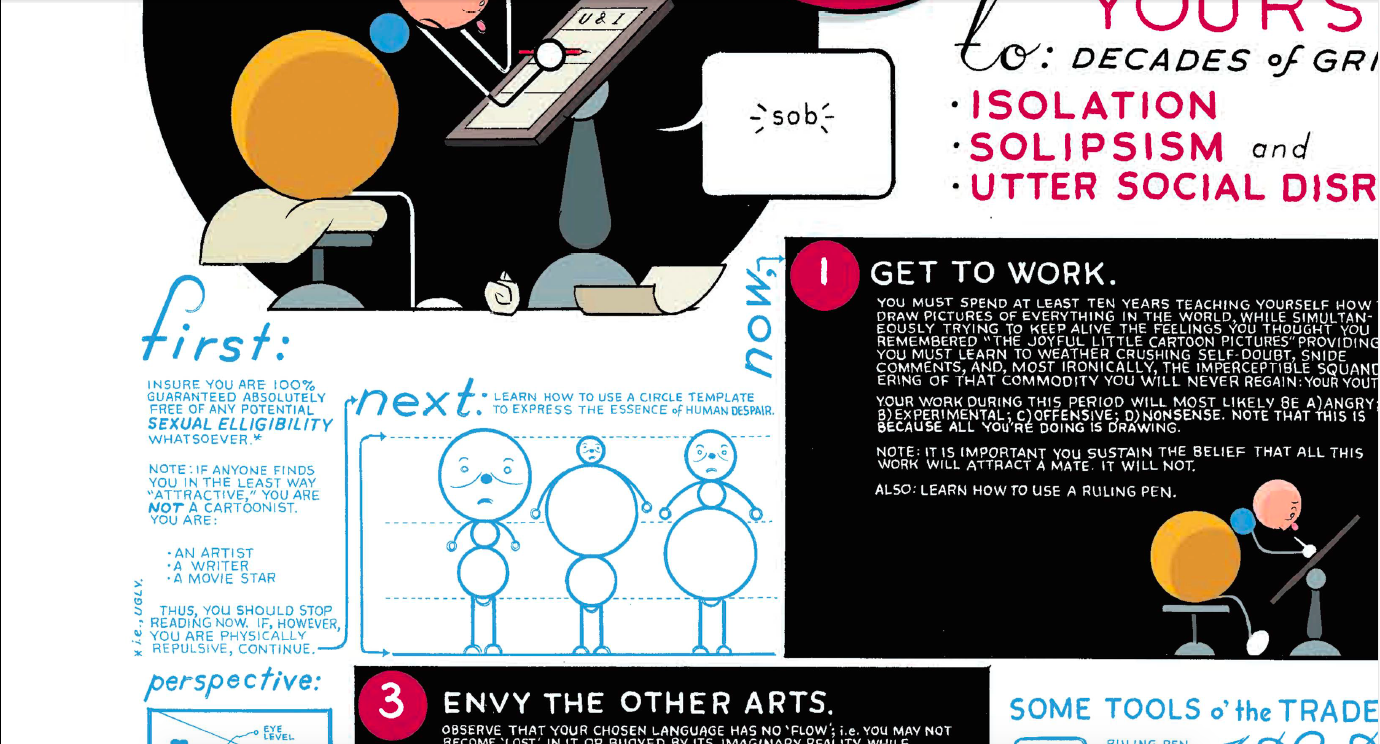 U & I
sob
YOURS
to: DECADES of
• ISOLATION
• SOLIPSISM and
• UTTER SOCIAL
first:
INSURE YOU ARE 100%
GUARANTEED ABSOLUTELY
FREE OF ANY POTENTIAL
SEXUAL ELLIGIBILITY
WHATSOEVER.*
NOTE: IF ANYONE FINDS
YOU IN THE LEAST WAY
"ATTRACTIVE," YOU ARE
NOT A CARTOONIST.
YOU ARE:
• AN ARTIST
• A WRITER
• A MOVIE STAR
THUS, YOU SHOULD STOP
READING NOW. IF, HOWEVER,
YOU ARE PHYSICALLY
REPULSIVE, CONTINUE.
* i.e., UGLY.
next: LEARN HOW TO USE A CIRCLE TEMPLATE
TO EXPRESS THE ESSENCE of HUMAN DESPAIR.
now,
1 GET TO WORK.
YOU MUST SPEND AT LEAST TEN YEARS TEACHING YOURSELF HOW
DRAW PICTURES OF EVERYTHING IN THE WORLD, WHILE SIMULTAN-
EOUSLY TRYING TO KEEP ALIVE THE FEELINGS YOU THOUGHT YOU
REMEMBERED "THE JOYFUL LITTLE CARTOON PICTURES" PROVIDING
YOU MUST LEARN TO WEATHER CRUSHING SELF-DOUBT, SNIDE
COMMENTS, AND, MOST IRONICALLY, THE IMPERCEPTIBLE SQUAND
ERING OF THAT COMMODITY YOU WILL NEVER REGAIN: YOUR YOUT
YOUR WORK DURING THIS PERIOD WILL MOST LIKELY BE A) ANGRY;
B) EXPERIMENTAL; C) OFFENSIVE; D) NONSENSE. NOTE THAT THIS IS
BECAUSE ALL YOU'RE DOING IS DRAWING.
NOTE: IT IS IMPORTANT YOU SUSTAIN THE BELIEF THAT ALL THIS
WORK WILL ATTRACT A MATE. IT WILL NOT.
ALSO: LEARN HOW TO USE A RULING PEN.
perspective:
EYE
LEVEL
3 ENVY THE OTHER ARTS.
OBSERVE THAT YOUR CHOSEN LANGUAGE HAS NO 'FLOW'; i.e. YOU MAY NOT
BECOME 'LOST' IN IT OR BUOYED BY ITS IMAGINARY REALITY WHILE
SOME TOOLS o' the TRADE
RULING PEN